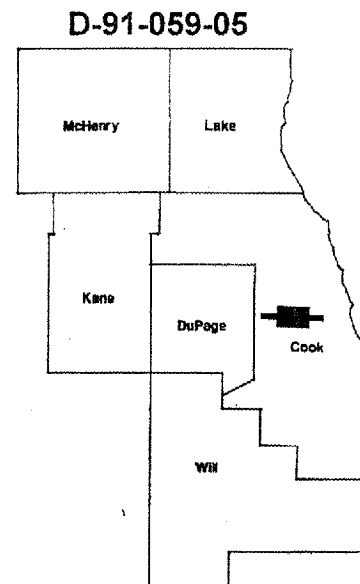 D-91-059-05
McHenry
Lake
Kane
DuPage
Cook
Will